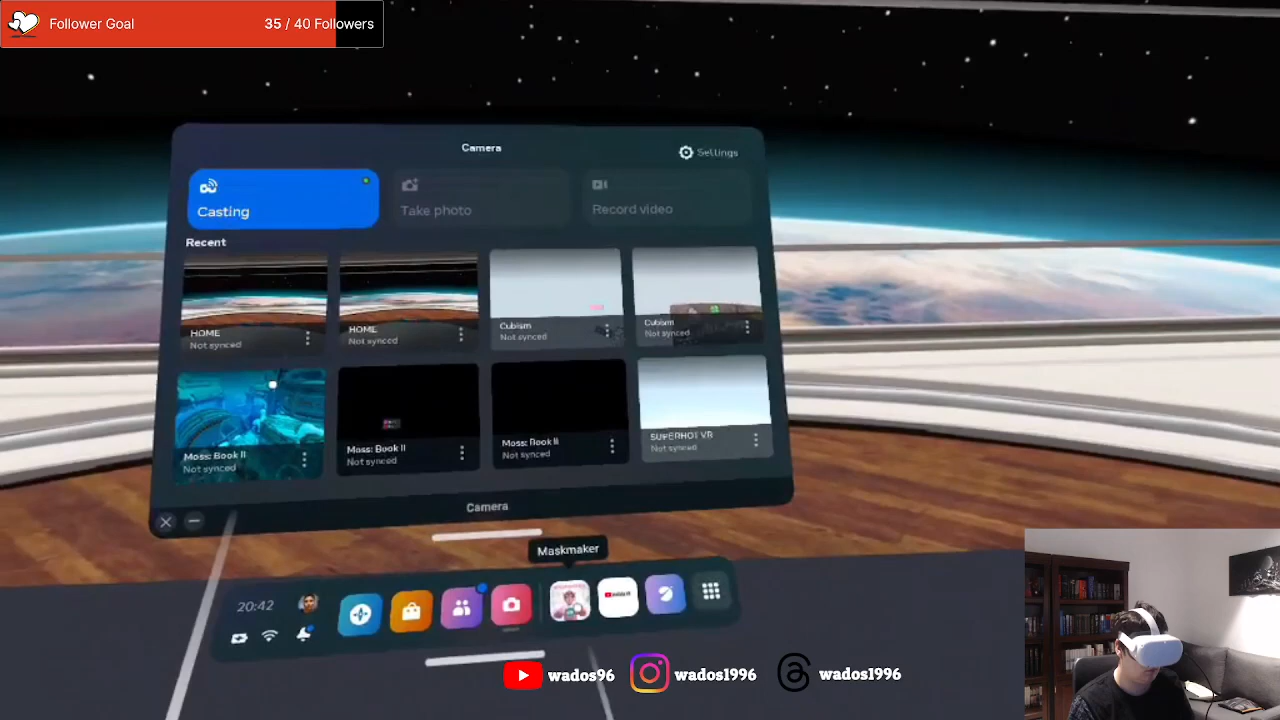 Follower Goal
35 / 40 Followers
Camera
Settings
Casting
Take photo
Record video
Recent
HOME
Not synced
HOME
Not synced
Cubism
Not synced
Cubism
Not synced
Moss: Book II
Not synced
Moss: Book II
Not synced
Moss: Book II
Not synced
SUPERHOT VR
Not synced
Camera
Maskmaker
20:42
wados96
wados1996
wados1996